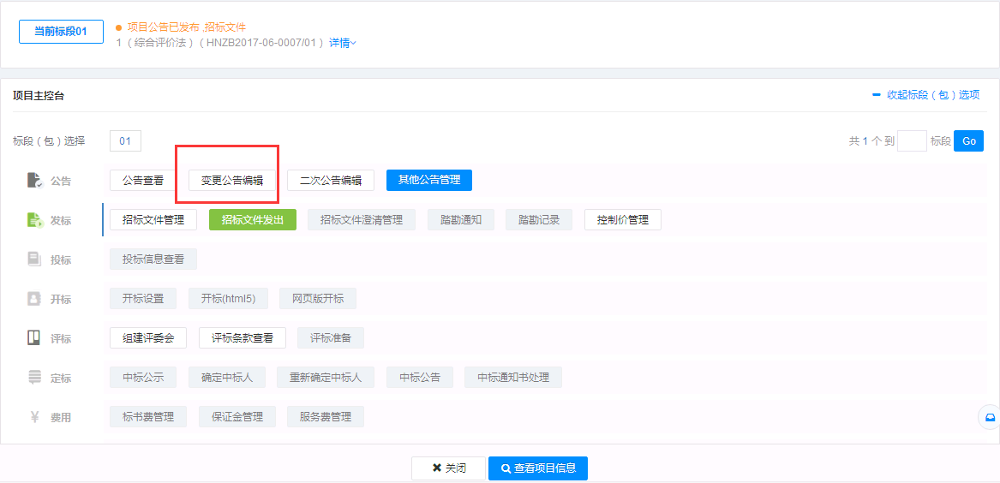 当前标段01
项目公告已发布 ,招标文件
1 （ 综合评价法 ）（ HNZB2017-06-0007/01 ） 详情
项目主控台
收起标段（ 包 ）选项
标段（ 包 ）选择 01 共 1 个 到 标段 Go
公告 公告查看 变更公告编辑 二次公告编辑 其他公告管理
发标 招标文件管理 招标文件发出 招标文件澄清管理 踏勘通知 踏勘记录 控制价管理
投标 投标信息查看
开标 开标设置 开标(html5) 网页版开标
评标 组建评委会 评标条款查看 评标准备
定标 中标公示 确定中标人 重新确定中标人 中标公告 中标通知书处理
¥ 费用 标书费管理 保证金管理 服务费管理
关闭 查看项目信息